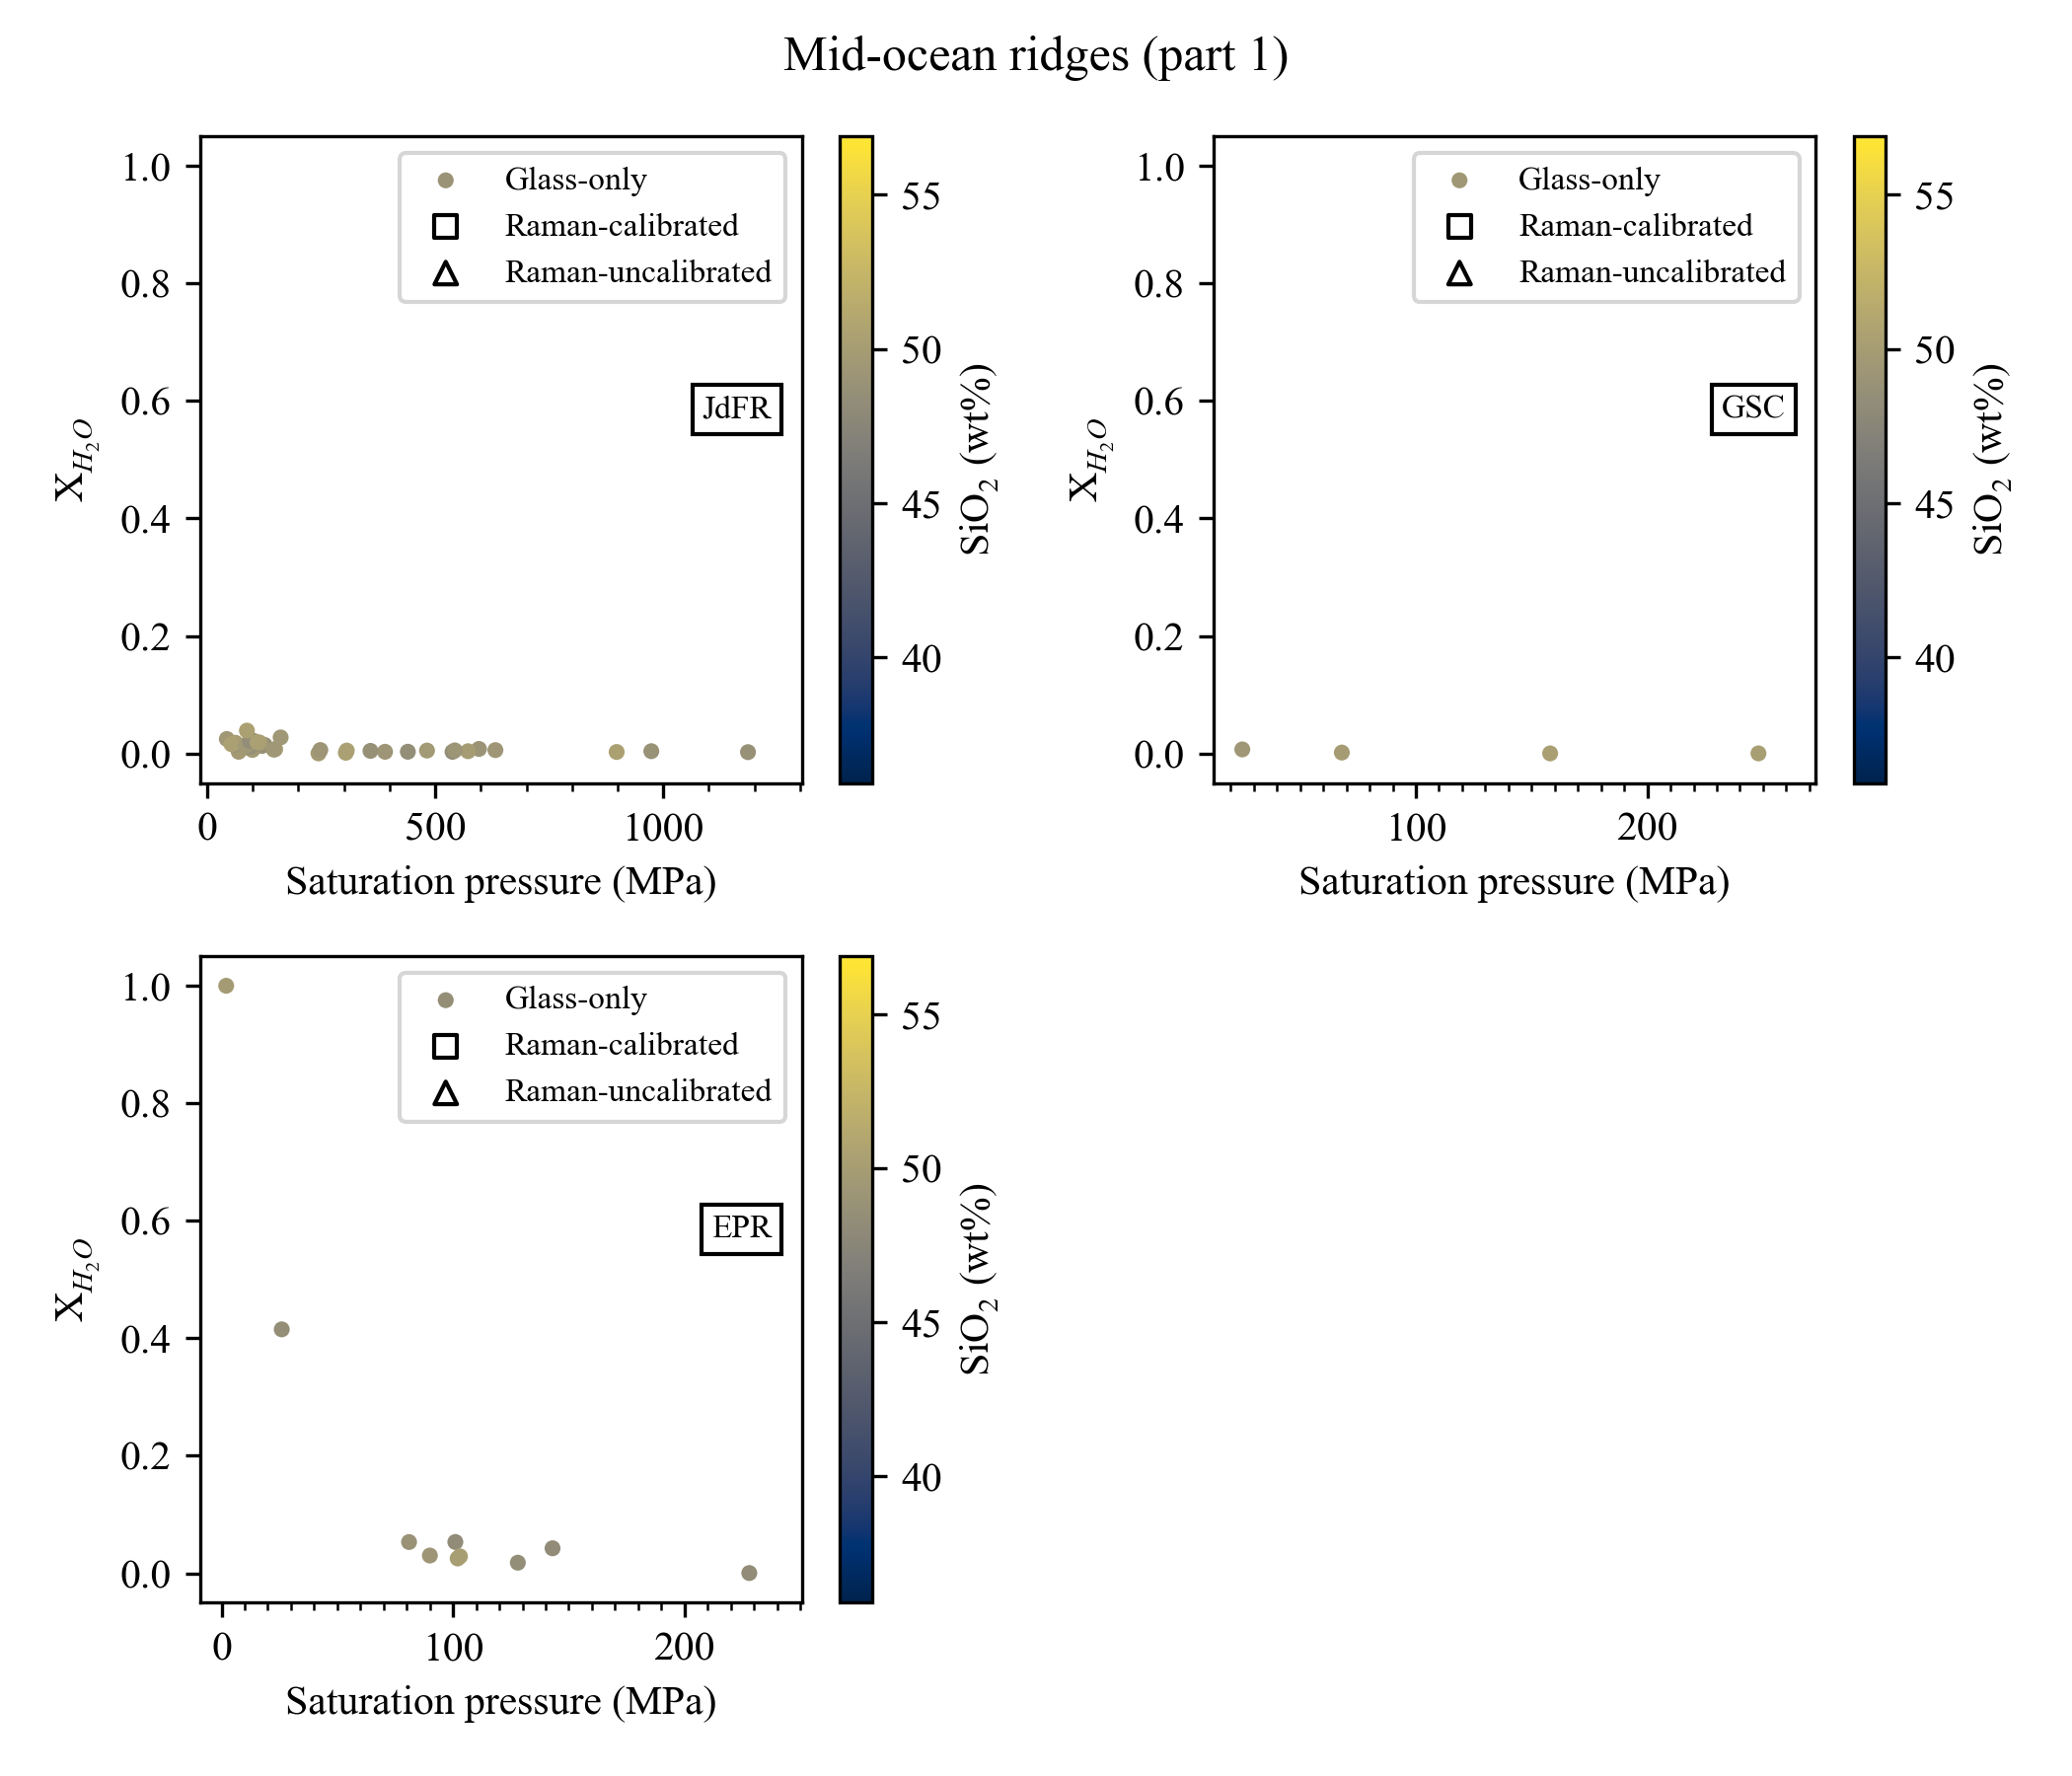 Mid-ocean ridges (part 1)
1.0
0.8
0.6
0.4
0.2
0.0
X_{H_2O}
Glass-only
Raman-calibrated
Raman-uncalibrated
JdFR
0 500 1000
Saturation pressure (MPa)
55
50
45
40
SiO₂ (wt%)
1.0
0.8
0.6
0.4
0.2
0.0
X_{H_2O}
Glass-only
Raman-calibrated
Raman-uncalibrated
GSC
100 200
Saturation pressure (MPa)
55
50
45
40
SiO₂ (wt%)
1.0
0.8
0.6
0.4
0.2
0.0
X_{H_2O}
Glass-only
Raman-calibrated
Raman-uncalibrated
EPR
0 100 200
Saturation pressure (MPa)
55
50
45
40
SiO₂ (wt%)